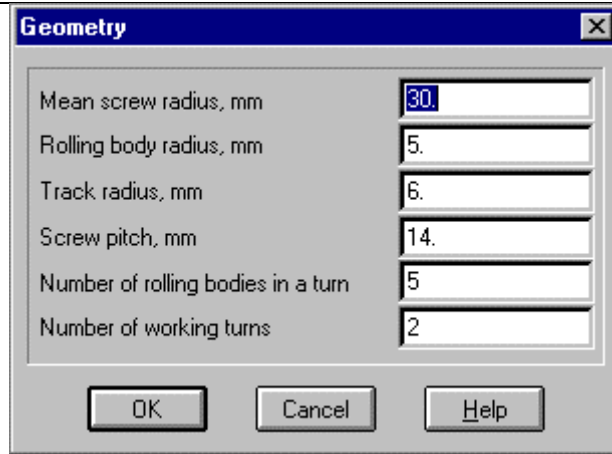 Geometry
Mean screw radius, mm 30.
Rolling body radius, mm 5.
Track radius, mm 6.
Screw pitch, mm 14.
Number of rolling bodies in a turn 5
Number of working turns 2
OK Cancel Help